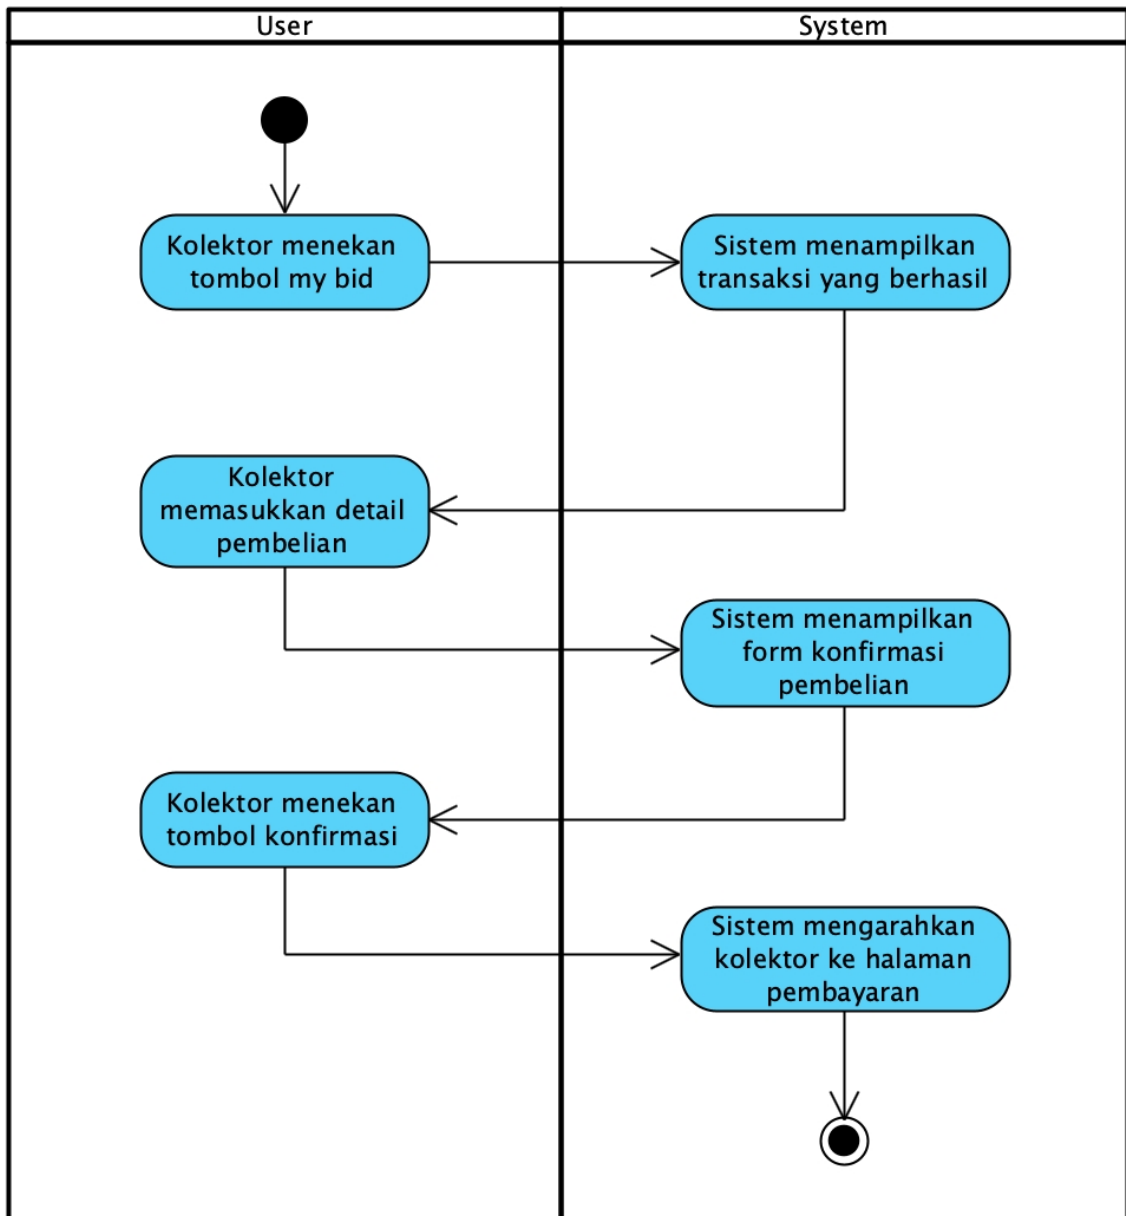 User
System
Kolektor menekan
tombol my bid
Sistem menampilkan
transaksi yang berhasil
Kolektor
memasukkan detail
pembelian
Sistem menampilkan
form konfirmasi
pembelian
Kolektor menekan
tombol konfirmasi
Sistem mengarahkan
kolektor ke halaman
pembayaran